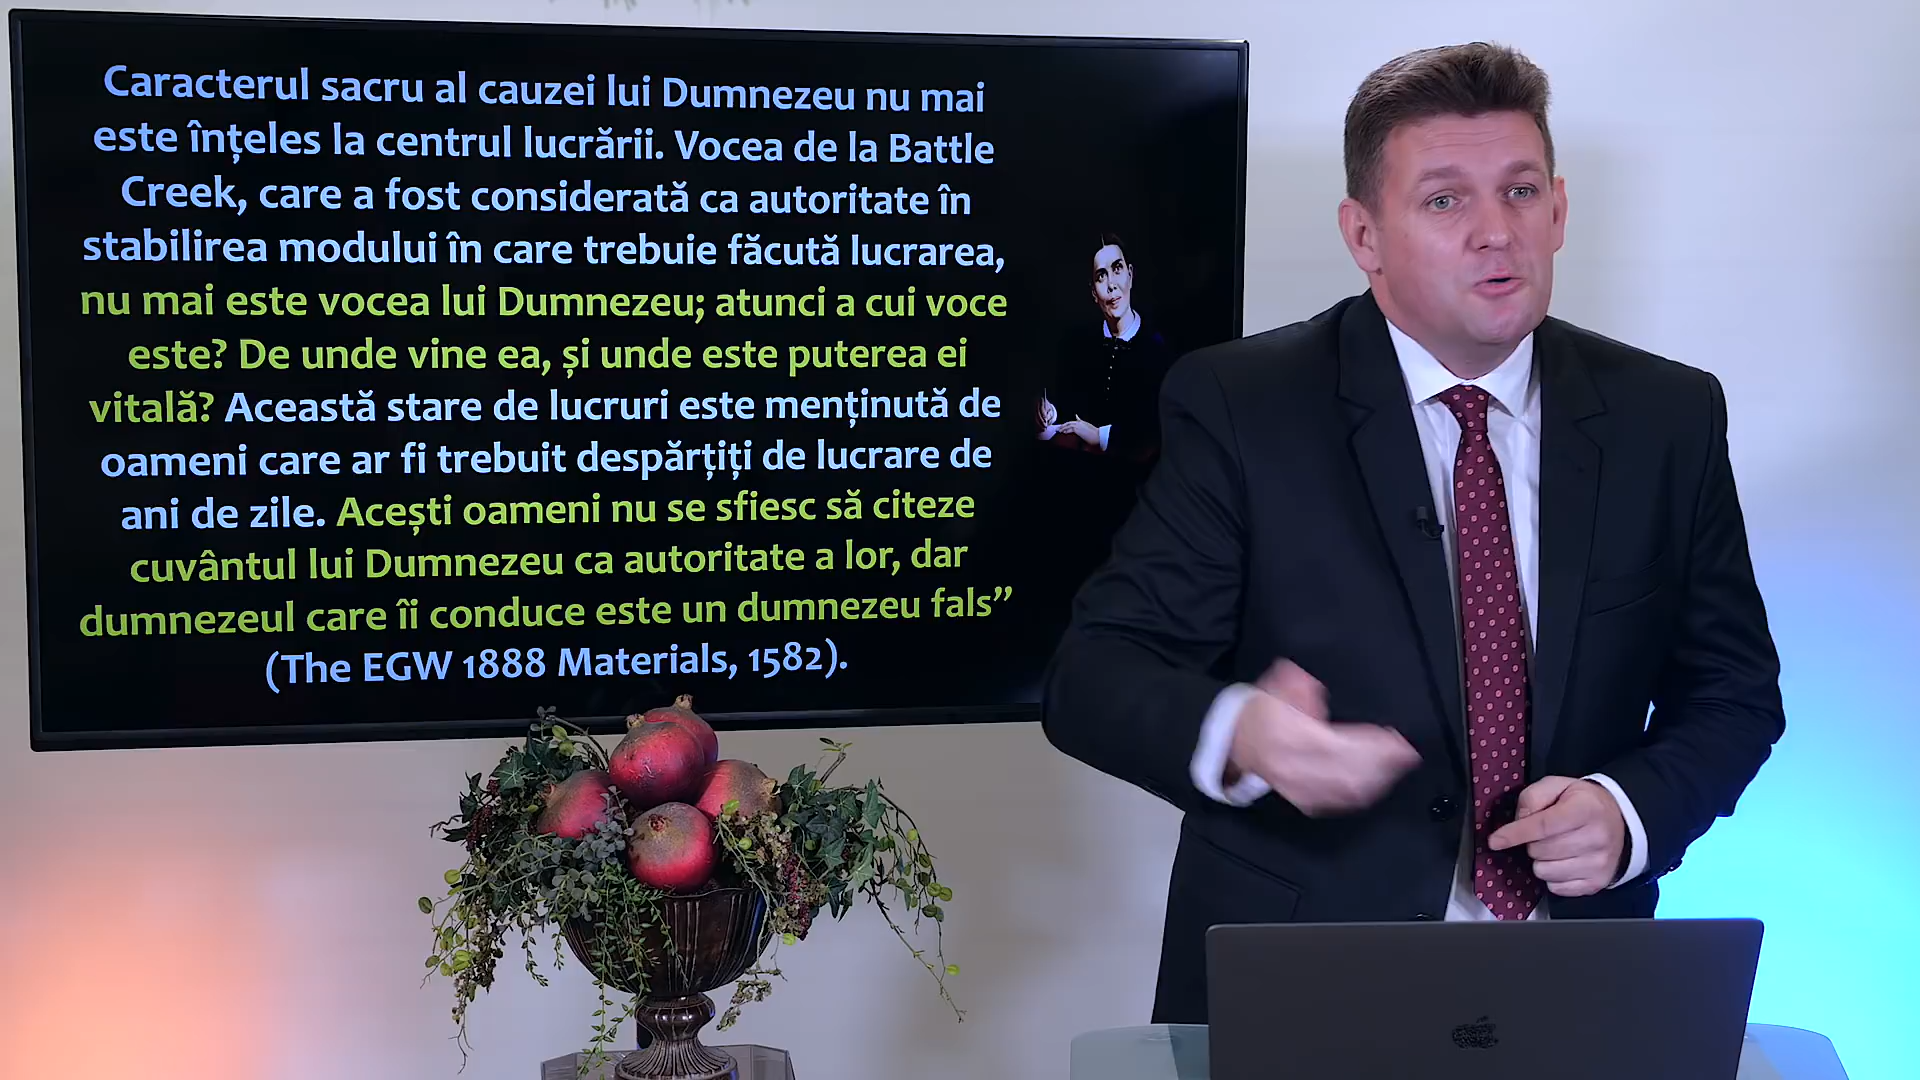 Caracterul sacru al cauzei lui Dumnezeu nu mai
este înțeles la centrul lucrării. Vocea de la Battle
Creek, care a fost considerată ca autoritate în
stabilirea modului în care trebuie făcută lucrarea,
nu mai este vocea lui Dumnezeu; atunci a cui voce
este? De unde vine ea, și unde este puterea ei
vitală? Această stare de lucruri este menținută de
oameni care ar fi trebuit despărțiți de lucrare de
ani de zile. Acești oameni nu se sfiesc să citeze
cuvântul lui Dumnezeu ca autoritate a lor, dar
dumnezeul care îi conduce este un dumnezeu fals”
(The EGW 1888 Materials, 1582).